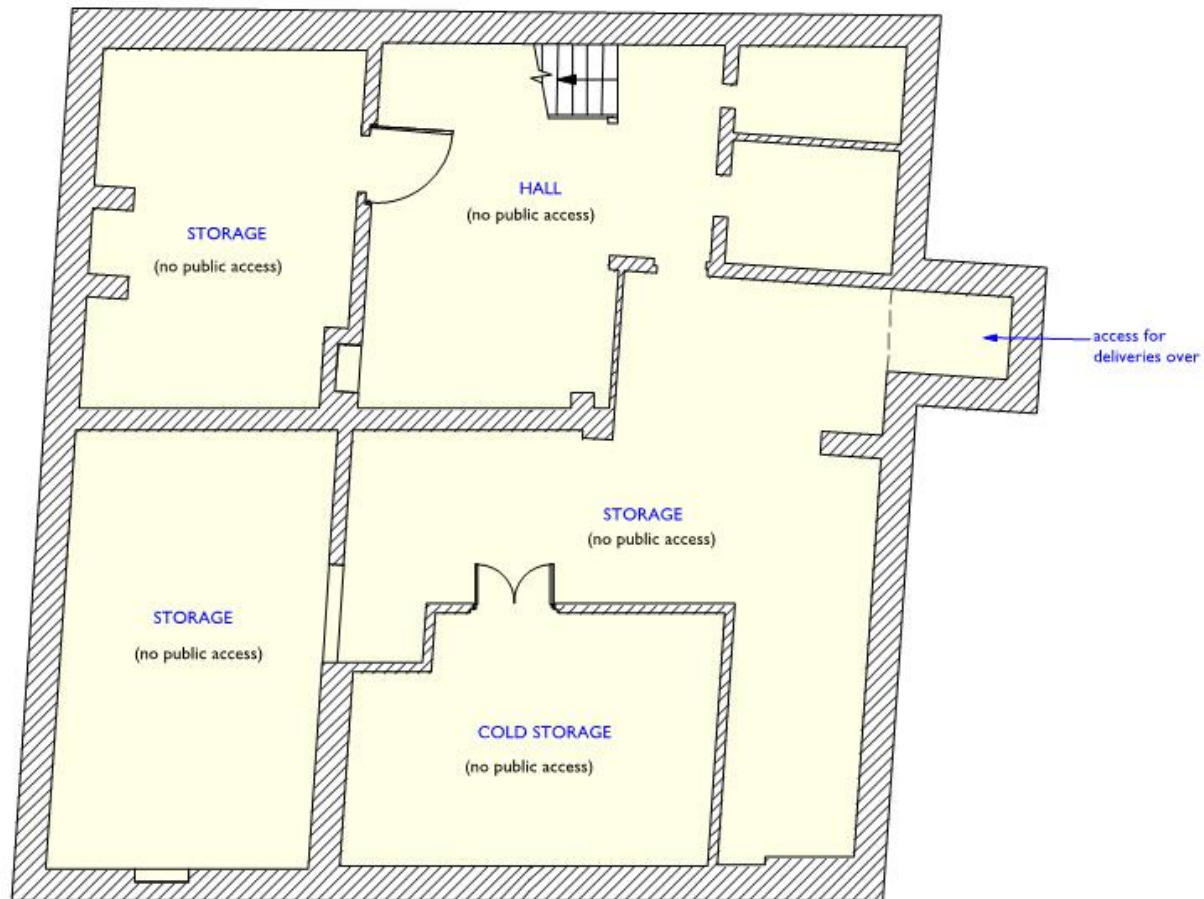 HALL
(no public access)
STORAGE
(no public access)
access for
deliveries over
STORAGE
(no public access)
STORAGE
(no public access)
COLD STORAGE
(no public access)